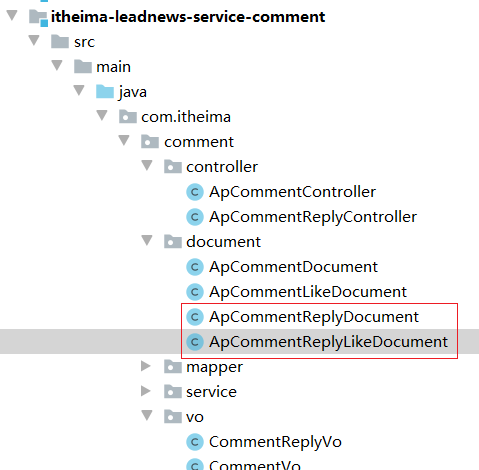 itheima-leadnews-service-comment
src
main
java
com.itheima
comment
controller
ApCommentController
ApCommentReplyController
document
ApCommentDocument
ApCommentLikeDocument
ApCommentReplyDocument
ApCommentReplyLikeDocument
mapper
service
vo
CommentReplyVo
CommentVo